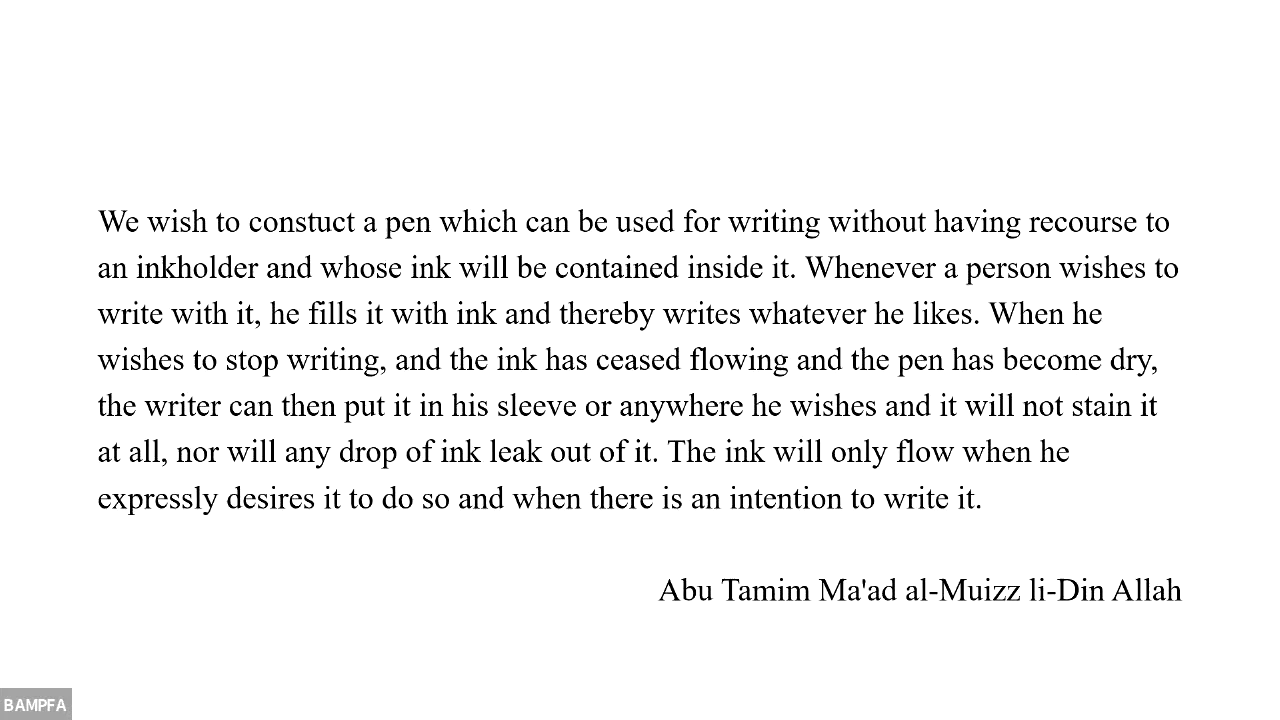 We wish to constuct a pen which can be used for writing without having recourse to
an inkholder and whose ink will be contained inside it. Whenever a person wishes to
write with it, he fills it with ink and thereby writes whatever he likes. When he
wishes to stop writing, and the ink has ceased flowing and the pen has become dry,
the writer can then put it in his sleeve or anywhere he wishes and it will not stain it
at all, nor will any drop of ink leak out of it. The ink will only flow when he
expressly desires it to do so and when there is an intention to write it.
Abu Tamim Ma'ad al-Muizz li-Din Allah
BAMPFA